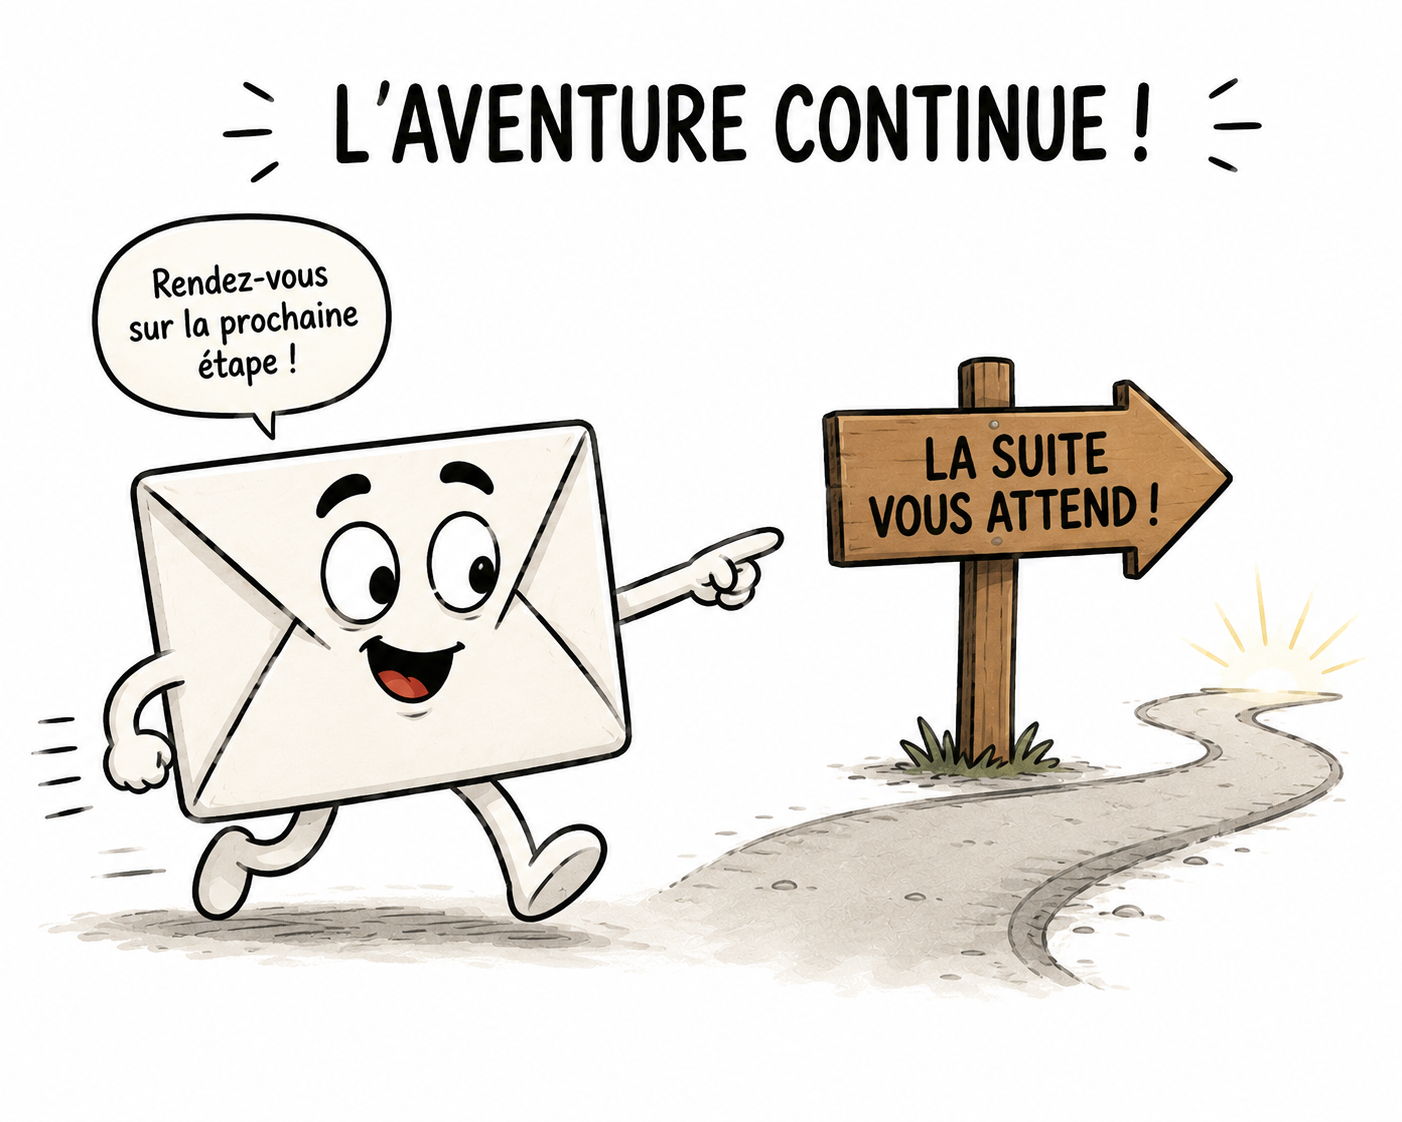 L'AVENTURE CONTINUE !
Rendez-vous
sur la prochaine
étape !
LA SUITE
VOUS ATTEND !